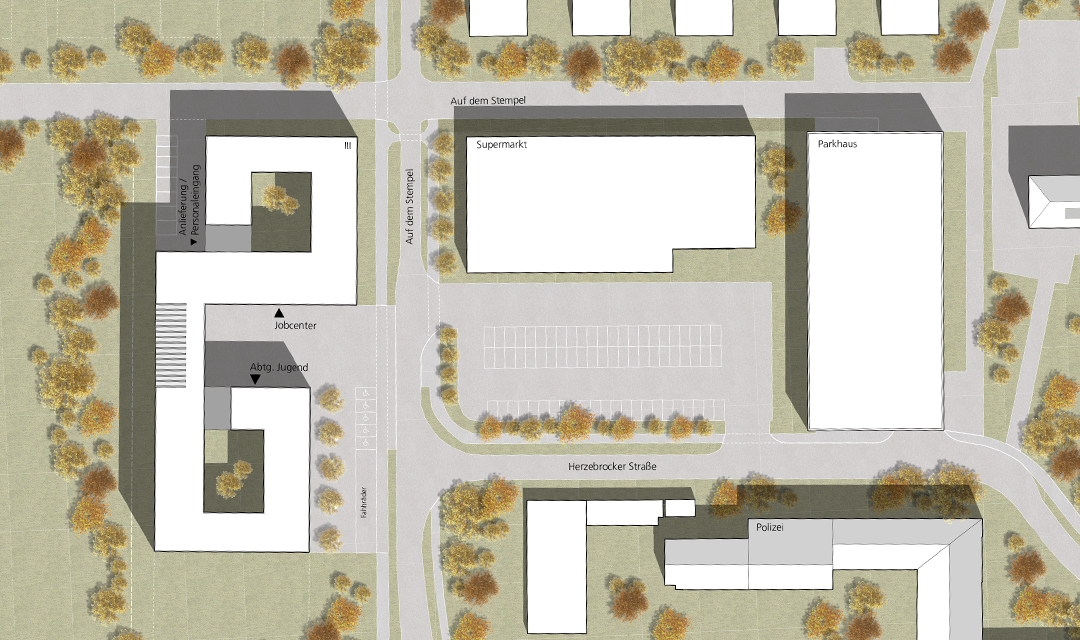 Auf dem Stempel
Supermarkt
Parkhaus
III
Anlieferung /
Personaleingang
Auf dem Stempel
Jobcenter
Abtg. Jugend
Herzebrocker Straße
Fahrräder
Polizei